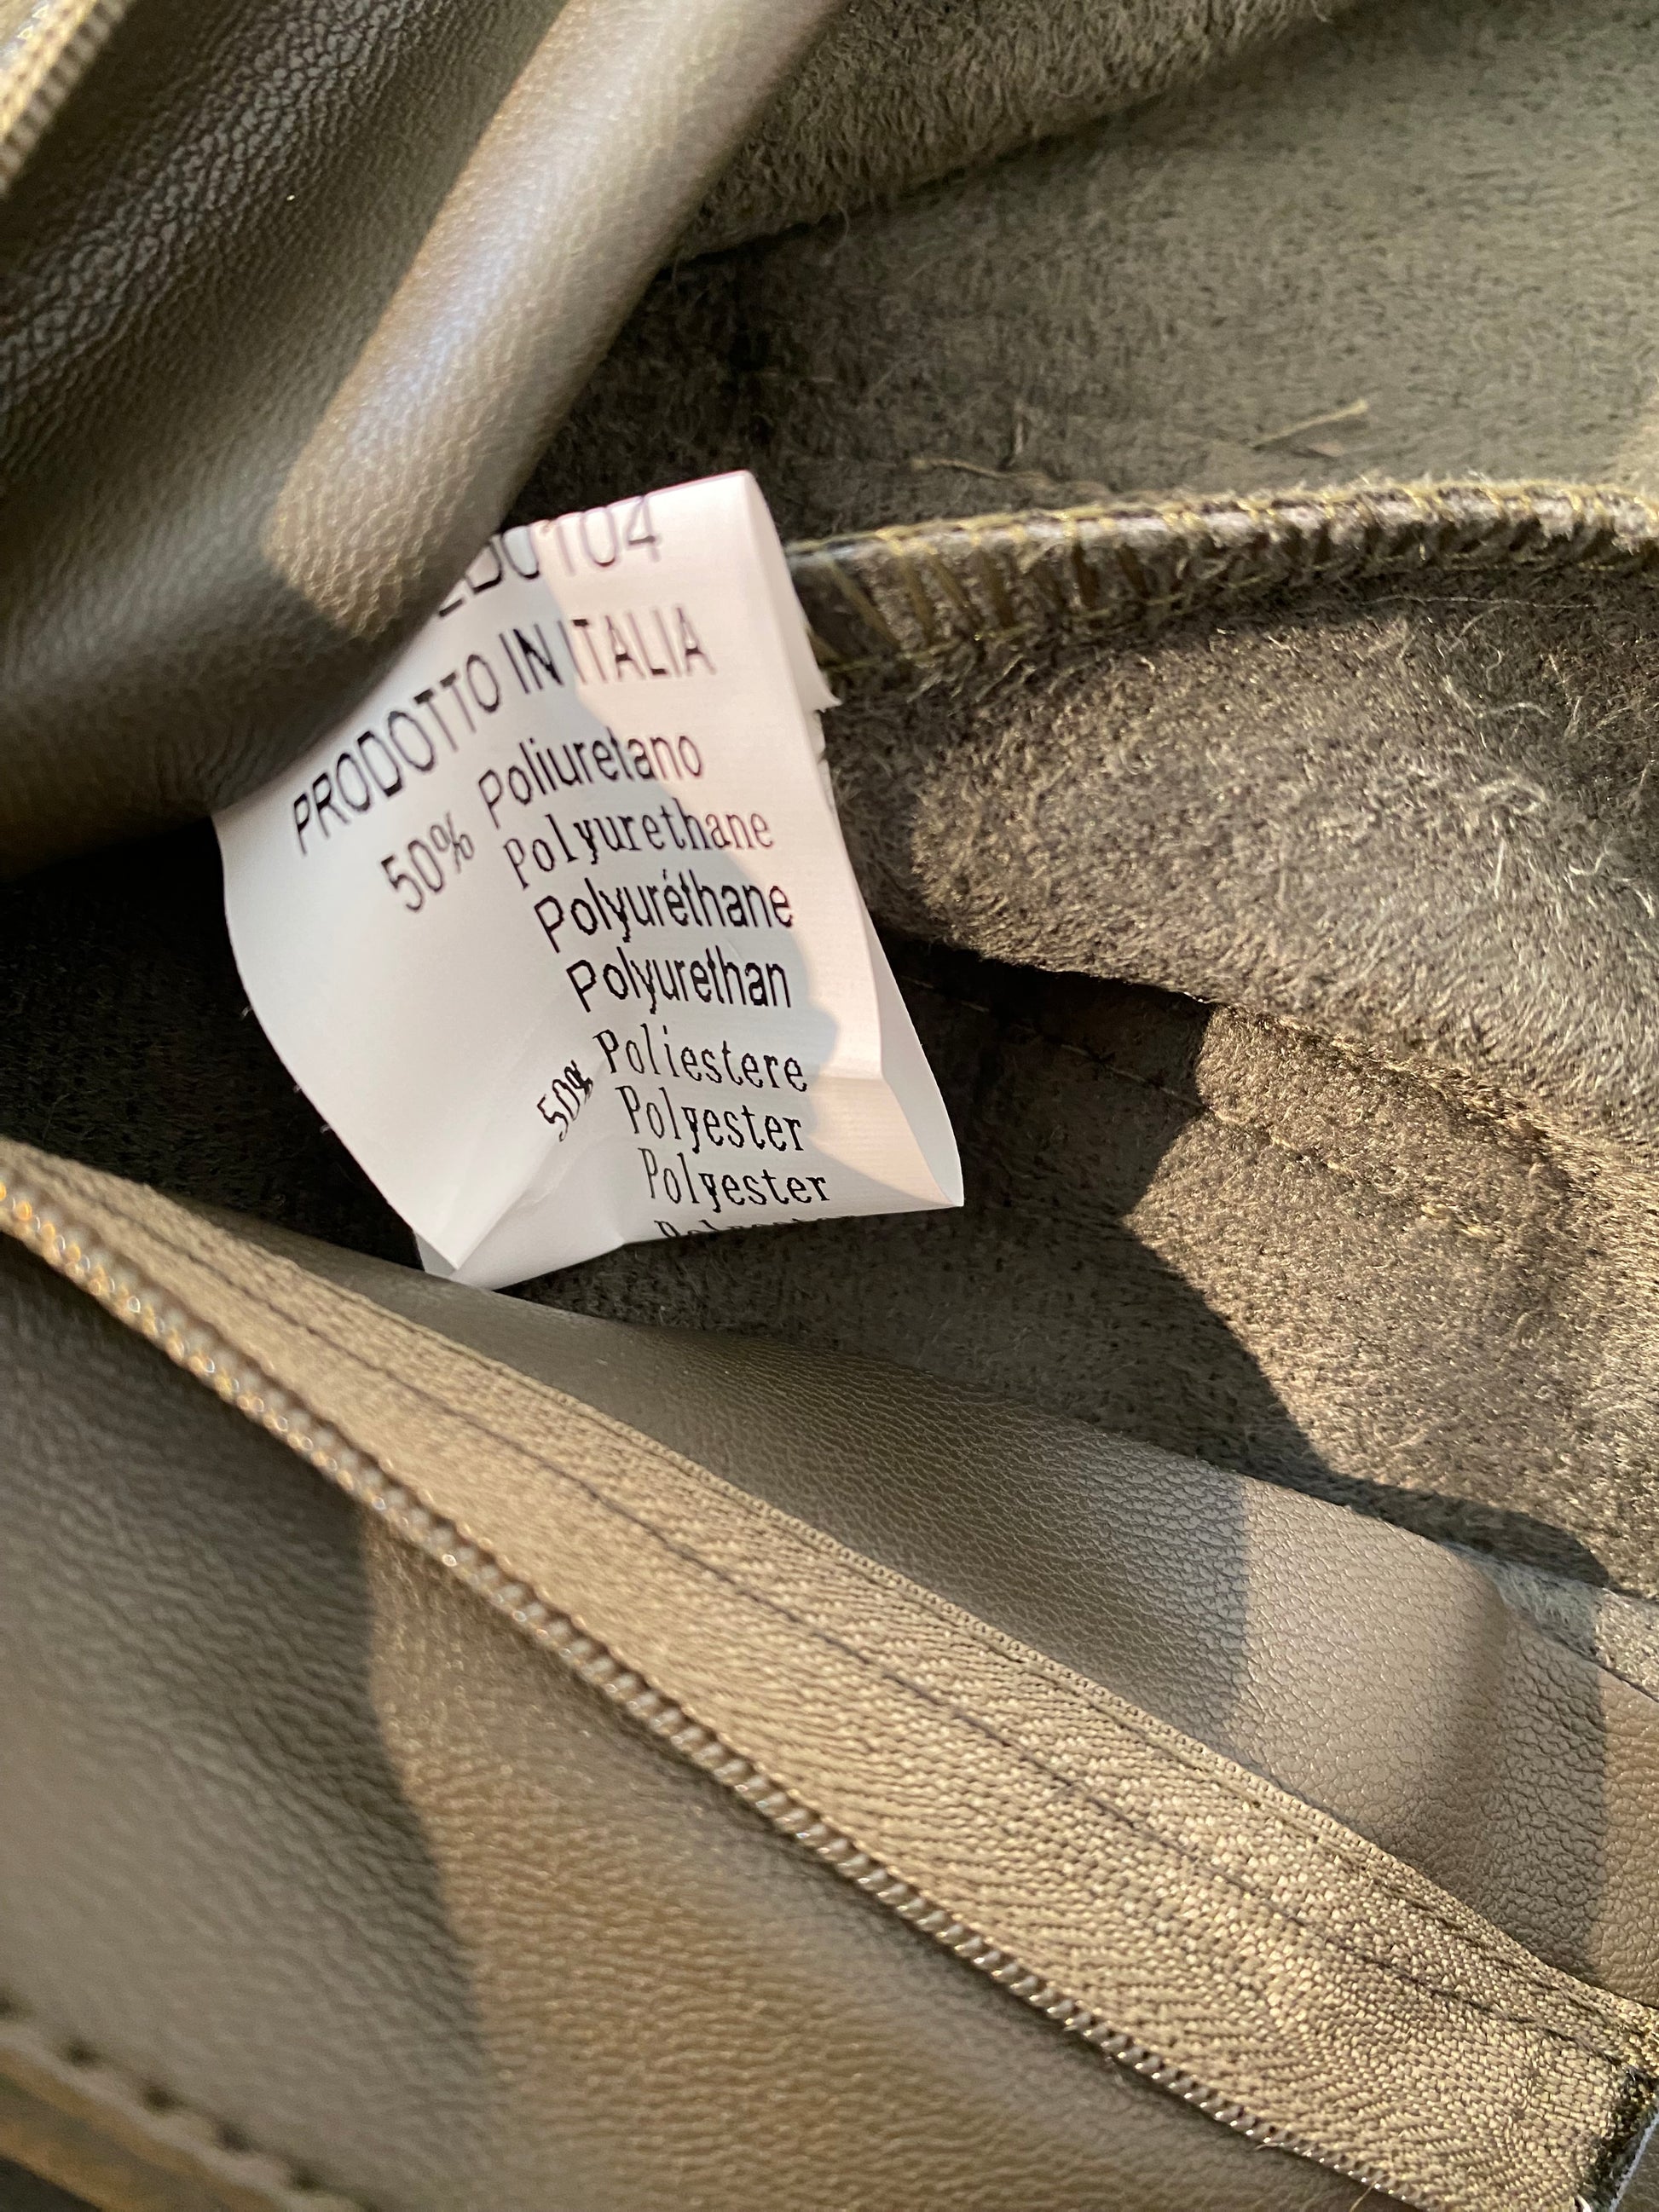 PRODOTTO IN ITALIA
50% Poliuretano
Polyurethane
Polyuréthane
Polyurethan
50% Poliestere
Polyester
Polyester